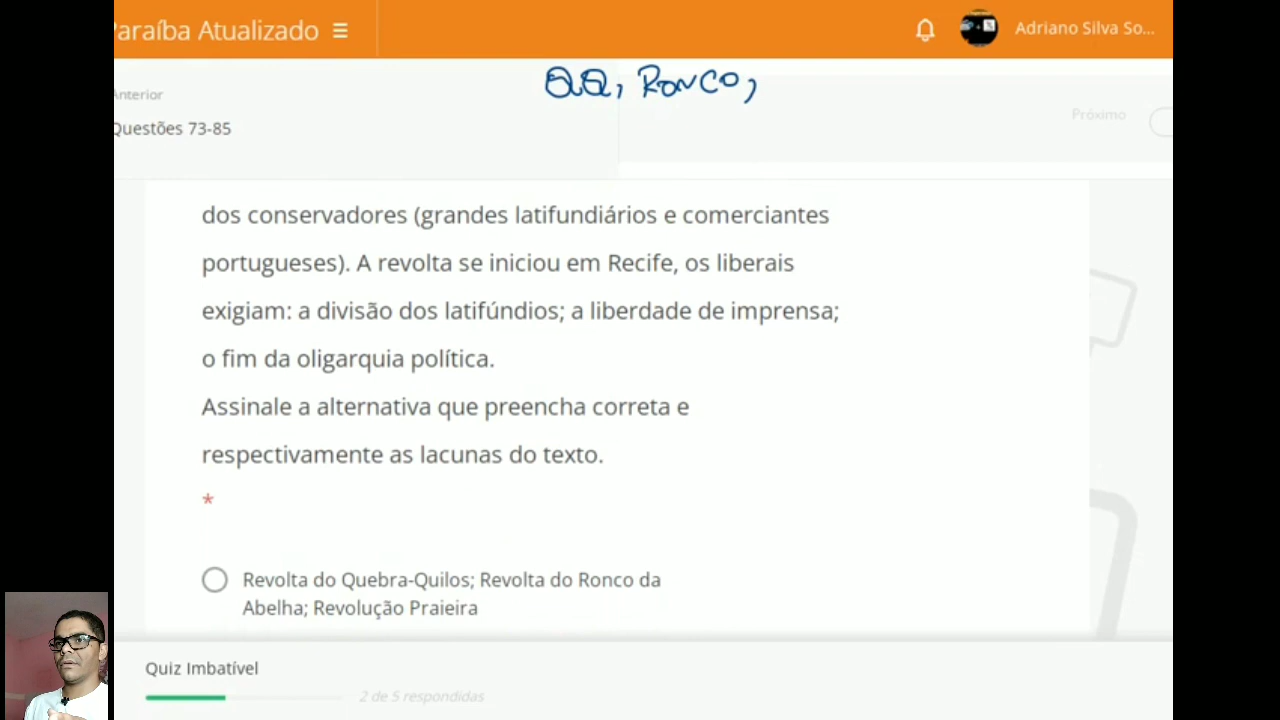 araíba Atualizado
Adriano Silva So...
QQ, RONCO,
Anterior
Próximo
Questões 73-85
dos conservadores (grandes latifundiários e comerciantes
portugueses). A revolta se iniciou em Recife, os liberais
exigiam: a divisão dos latifúndios; a liberdade de imprensa;
o fim da oligarquia política.
Assinale a alternativa que preencha correta e
respectivamente as lacunas do texto.
*
Revolta do Quebra-Quilos; Revolta do Ronco da
Abelha; Revolução Praieira
Quiz Imbatível
2 de 5 respondidas